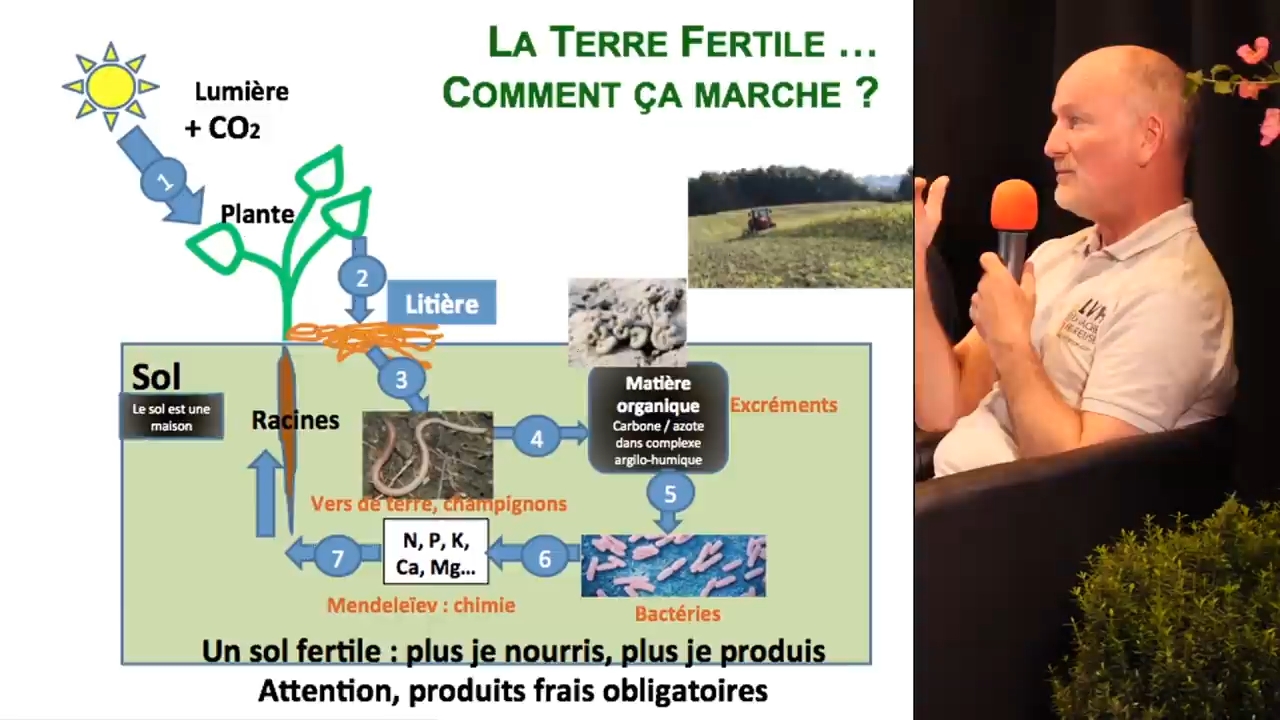 LA TERRE FERTILE ...
COMMENT ÇA MARCHE ?
Lumière
+ CO2
1
Plante
2
Litière
Sol
Le sol est une
maison
Racines
3
4
Matière
organique
Carbone / azote
dans complexe
argilo-humique
Excréments
5
Vers de terre, champignons
N, P, K,
Ca, Mg...
6
7
Mendeleïev : chimie
Bactéries
Un sol fertile : plus je nourris, plus je produis
Attention, produits frais obligatoires
LVH